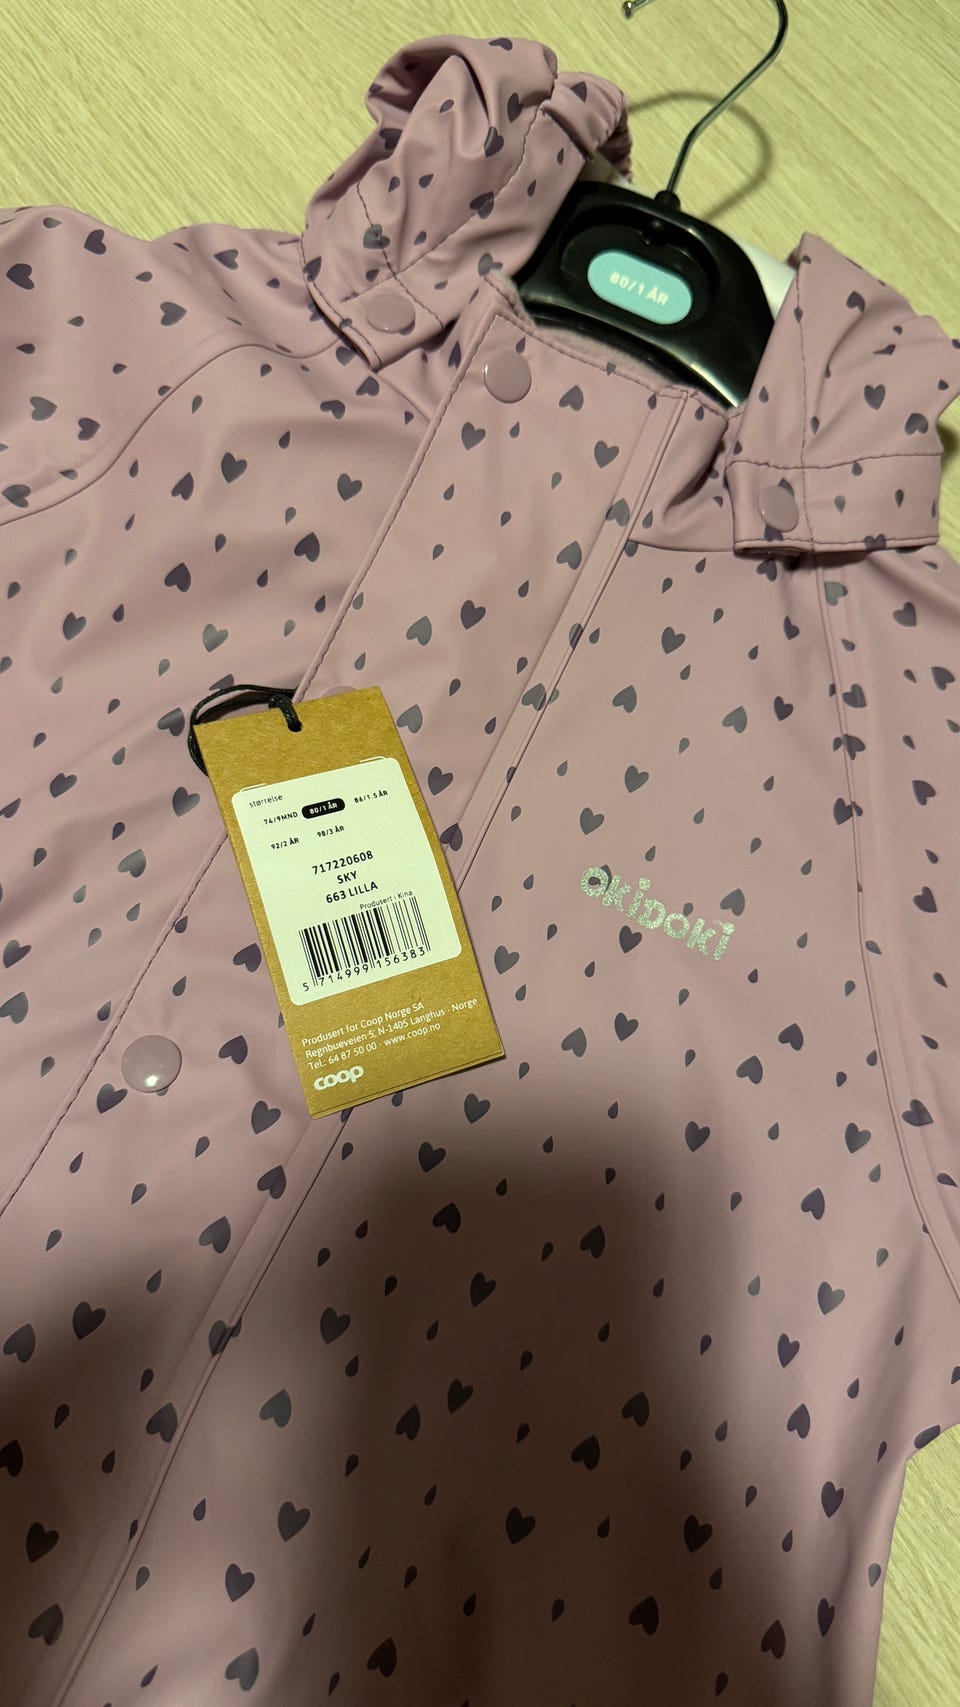 80/1 ÅR
størrelse:
74/9MND 80/1 ÅR 86/1.5 ÅR
92/2 ÅR 98/3 ÅR
717220608
SKY
663 LILLA
Produsert i Kina
5 714999 156383
Produsert for Coop Norge SA
Regnbueveien 5, N-1405 Langhus - Norge
Tel.: 64 87 50 00 - www.coop.no
coop
OKiDOKi